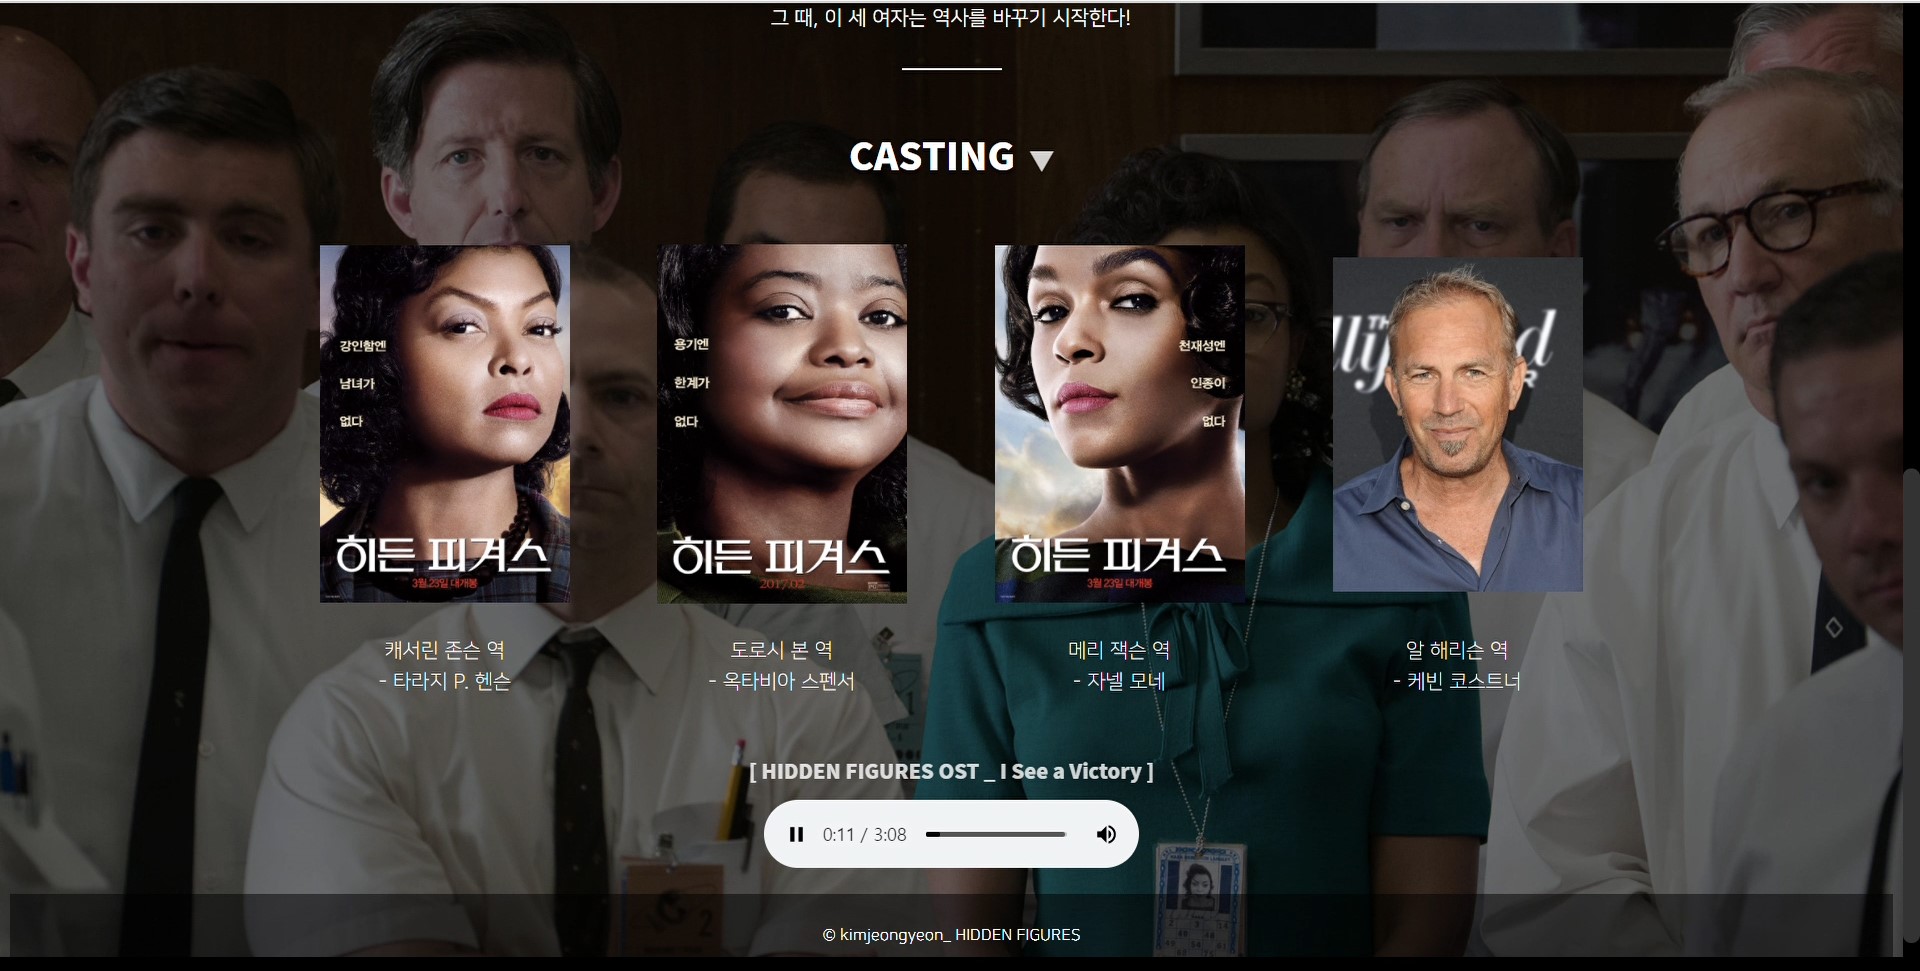 그 때, 이 세 여자는 역사를 바꾸기 시작한다!
CASTING ▼
강인함엔
남녀가
없다
히든 피겨스
3월 23일 대개봉
용기엔
한계가
없다
히든 피겨스
2017.02
천재성엔
인종이
없다
히든 피겨스
3월 23일 대개봉
TH
lly
d
R
캐서린 존슨 역
- 타라지 P. 헨슨
도로시 본 역
- 옥타비아 스펜서
메리 잭슨 역
- 자넬 모네
알 해리슨 역
- 케빈 코스트너
[ HIDDEN FIGURES OST _ I See a Victory ]
0:11 / 3:08
© kimjeongyeon_ HIDDEN FIGURES